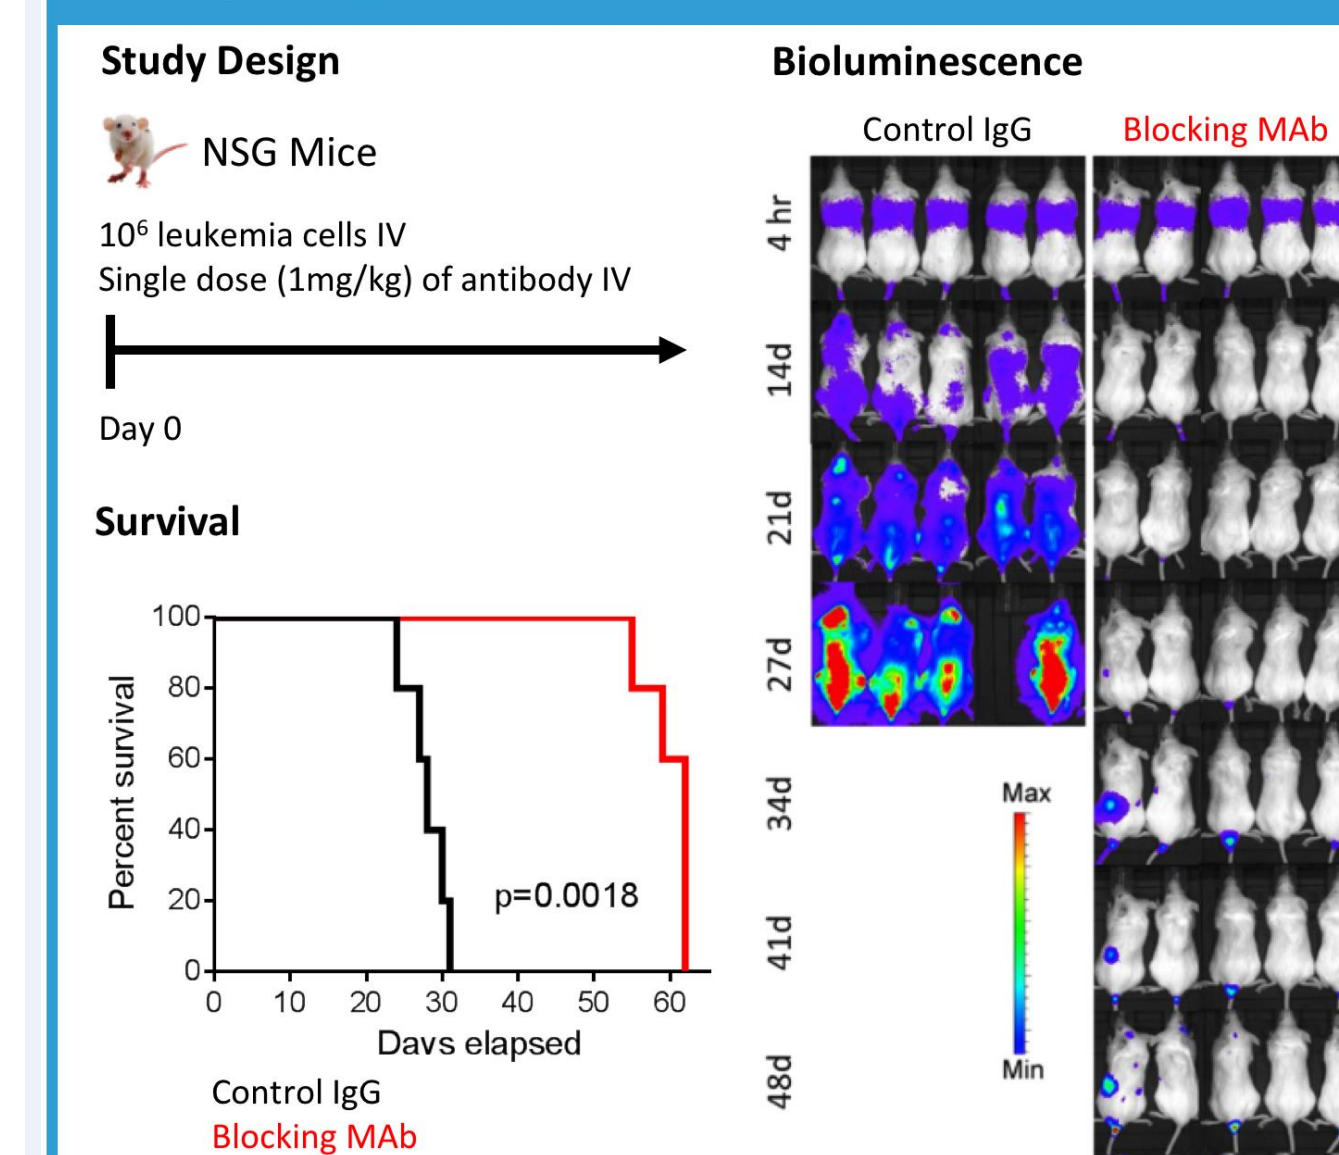 Study Design
NSG Mice
10⁶ leukemia cells IV
Single dose (1mg/kg) of antibody IV
Day 0
Survival
100
80
60
40
20
0
Percent survival
p=0.0018
0 10 20 30 40 50 60
Days elapsed
Control IgG
Blocking MAb
Bioluminescence
Control IgG Blocking MAb
4 hr
14d
21d
27d
34d
41d
48d
Max
Min